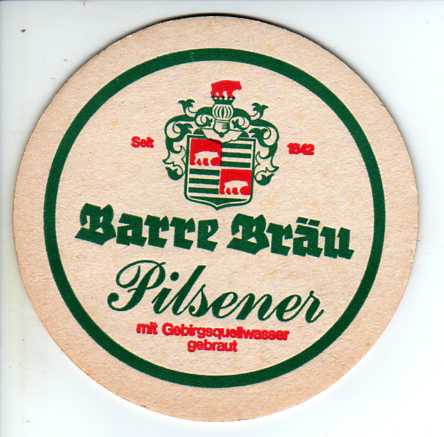 Seit 1842
Barre Bräu
Pilsener
mit Gebirgsquellwasser
gebraut